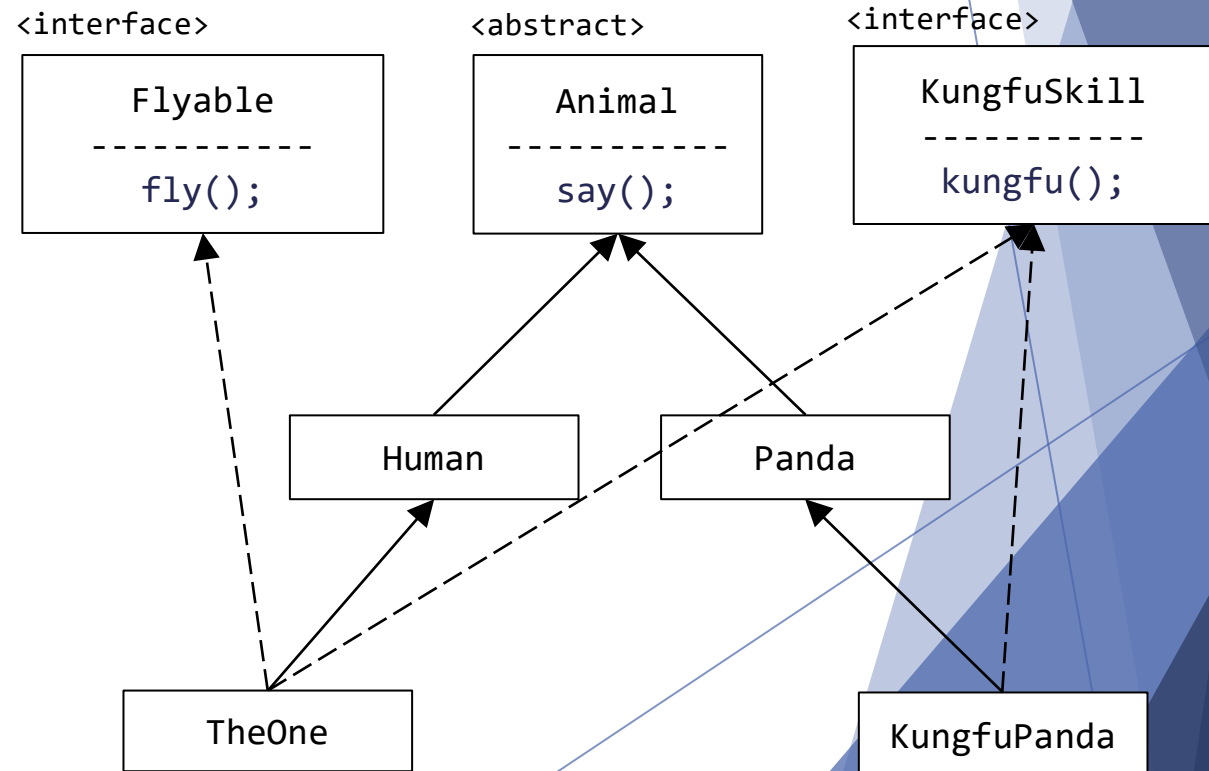 <interface>
Flyable
-----------
fly();
<abstract>
Animal
-----------
say();
<interface>
KungfuSkill
-----------
kungfu();
Human
Panda
TheOne
KungfuPanda